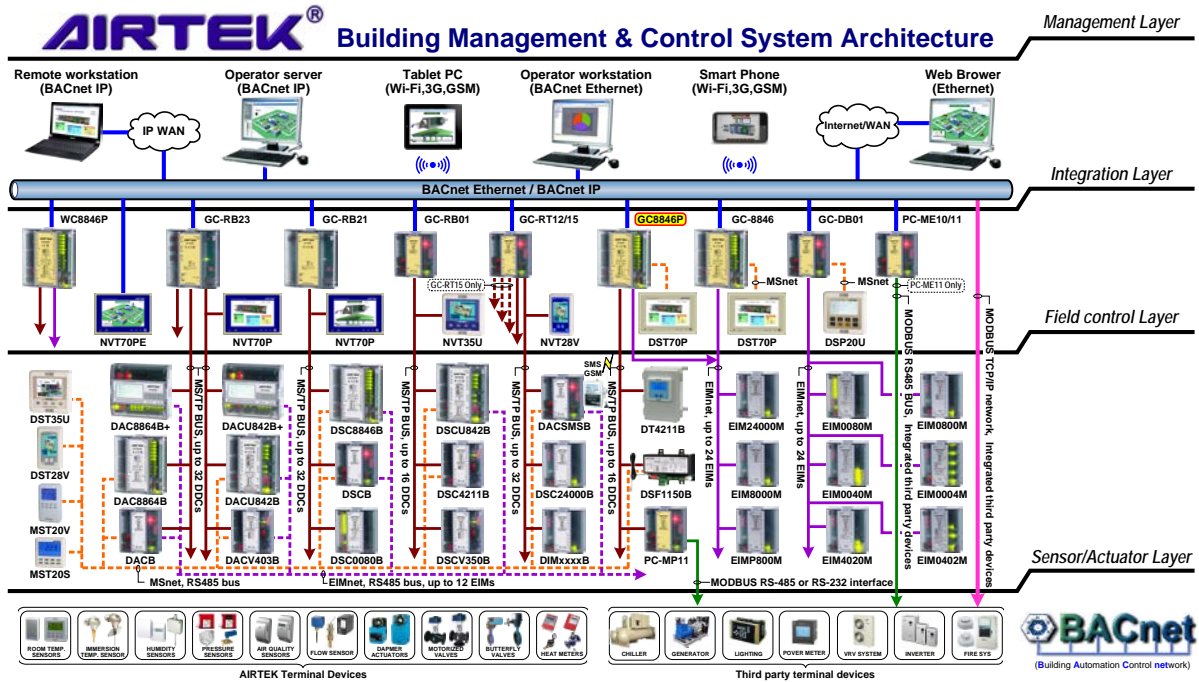 AIRTEK®
Building Management & Control System Architecture
Management Layer
Remote workstation
(BACnet IP)
Operator server
(BACnet IP)
Tablet PC
(Wi-Fi,3G,GSM)
Operator workstation
(BACnet Ethernet)
Smart Phone
(Wi-Fi,3G,GSM)
Web Brower
(Ethernet)
IP WAN
Internet/WAN
BACnet Ethernet / BACnet IP
Integration Layer
WC8846P
GC-RB23
GC-RB21
GC-RB01
GC-RT12/15
GC8846P
GC-8846
GC-DB01
PC-ME10/11
GC-RT15 Only
MSnet
MSnet
PC-ME11 Only
NVT70PE
NVT70P
NVT70P
NVT35U
NVT28V
DST70P
DST70P
DSP20U
Field control Layer
MS/TP BUS, up to 32 DDCs
MS/TP BUS, up to 32 DDCs
MS/TP BUS, up to 16 DDCs
MS/TP BUS, up to 32 DDCs
SMS
GSM
MS/TP BUS, up to 16 DDCs
EIMnet, up to 24 EIMs
EIMnet, up to 24 EIMs
MODBUS RS-485 BUS, Integrated third party devices
MODBUS TCP/IP network, Integrated third party devices
DST35U
DAC8864B+
DACU842B+
DSC8846B
DSCU842B
DACSMSB
DT4211B
EIM24000M
EIM0080M
EIM0800M
DST28V
DAC8864B
DACU842B
DSCB
DSC4211B
DSC24000B
DSF1150B
EIM8000M
EIM0040M
EIM0004M
MST20V
MST20S
DACB
DACV403B
DSC0080B
DSCV350B
DIMxxxxB
PC-MP11
EIMP800M
EIM4020M
EIM0402M
MSnet, RS485 bus
EIMnet, RS485 bus, up to 12 EIMs
MODBUS RS-485 or RS-232 interface
Sensor/Actuator Layer
ROOM TEMP.
SENSORS
IMMERSION
TEMP. SENSOR
HUMIDITY
SENSORS
PRESSURE
SENSORS
AIR QUALITY
SENSORS
FLOW SENSOR
DAPMER
ACTUATORS
MOTORIZED
VALVES
BUTTERFLY
VALVES
HEAT METERS
CHILLER
GENERATOR
LIGHTING
POVER METER
VRV SYSTEM
INVERTER
FIRE SYS
AIRTEK Terminal Devices
Third party terminal devices
BACnet
(Building Automation Control network)